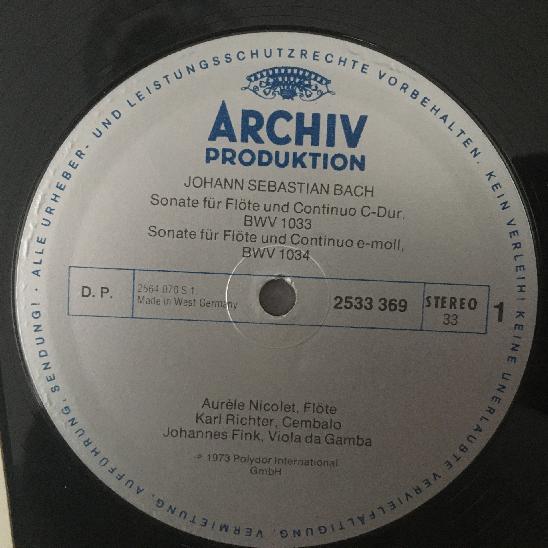 ALLE URHEBER- UND LEISTUNGSSCHUTZRECHTE VORBEHALTEN. KEIN VERLEIH! KEINE UNERLAUBTE VERVIELFÄLTIGUNG, VERMIETUNG, AUFFÜHRUNG, SENDUNG!
ARCHIV
PRODUKTION
JOHANN SEBASTIAN BACH
Sonate für Flöte und Continuo C-Dur,
BWV 1033
Sonate für Flöte und Continuo e-moll,
BWV 1034
D. P.
2564 070 S 1
Made in West Germany
2533 369
STEREO
33
1
Aurèle Nicolet, Flöte
Karl Richter, Cembalo
Johannes Fink, Viola da Gamba
℗ 1973 Polydor International
GmbH